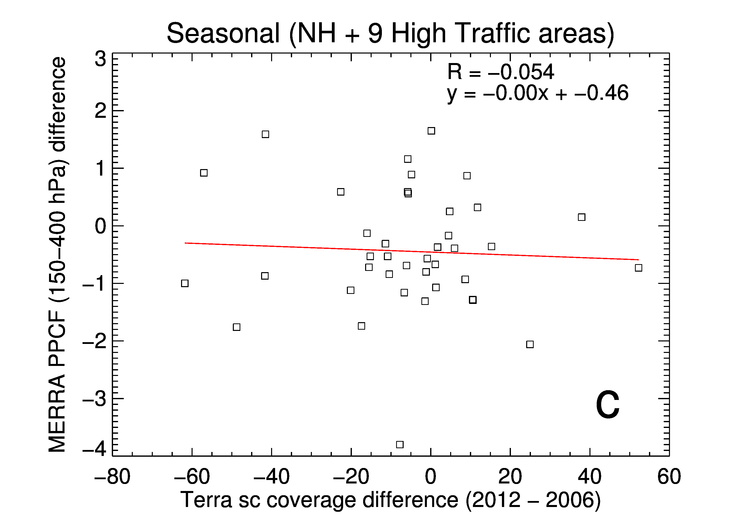 Seasonal (NH + 9 High Traffic areas)
R = −0.054
y = −0.00x + −0.46
MERRA PPCF (150−400 hPa) difference
3
2
1
0
−1
−2
−3
−4
C
−80 −60 −40 −20 0 20 40 60
Terra sc coverage difference (2012 − 2006)